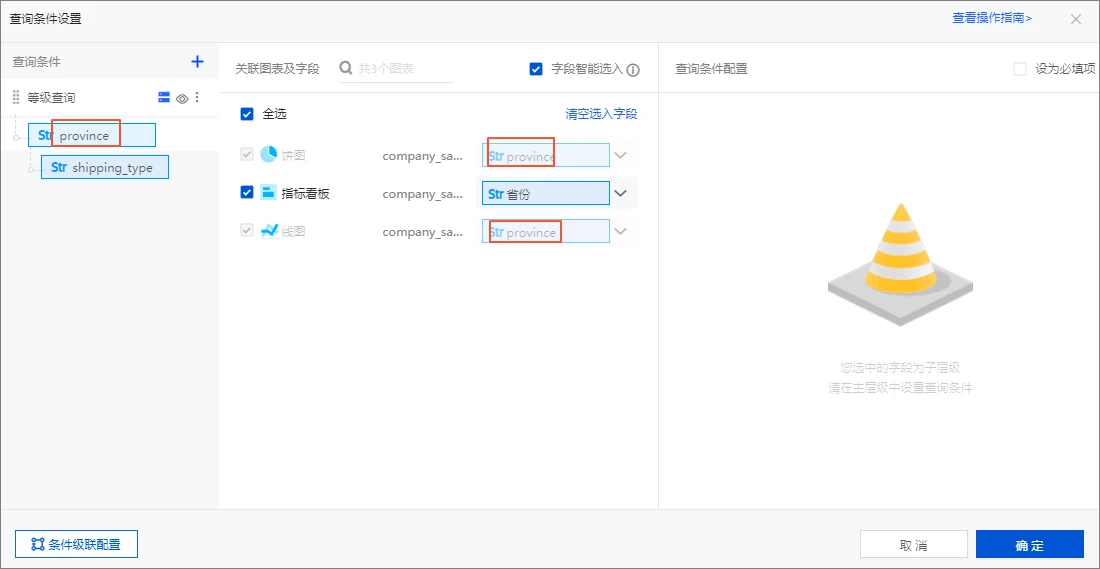 查询条件设置
查看操作指南>
查询条件
关联图表及字段
共3个图表
字段智能选入
查询条件配置
设为必填项
等级查询
全选
清空选入字段
Str province
饼图
company_sa...
Str province
Str shipping_type
指标看板
company_sa...
Str 省份
线图
company_sa...
Str province
您选中的字段为子层级
请在主层级中设置查询条件
条件级联配置
取 消
确 定